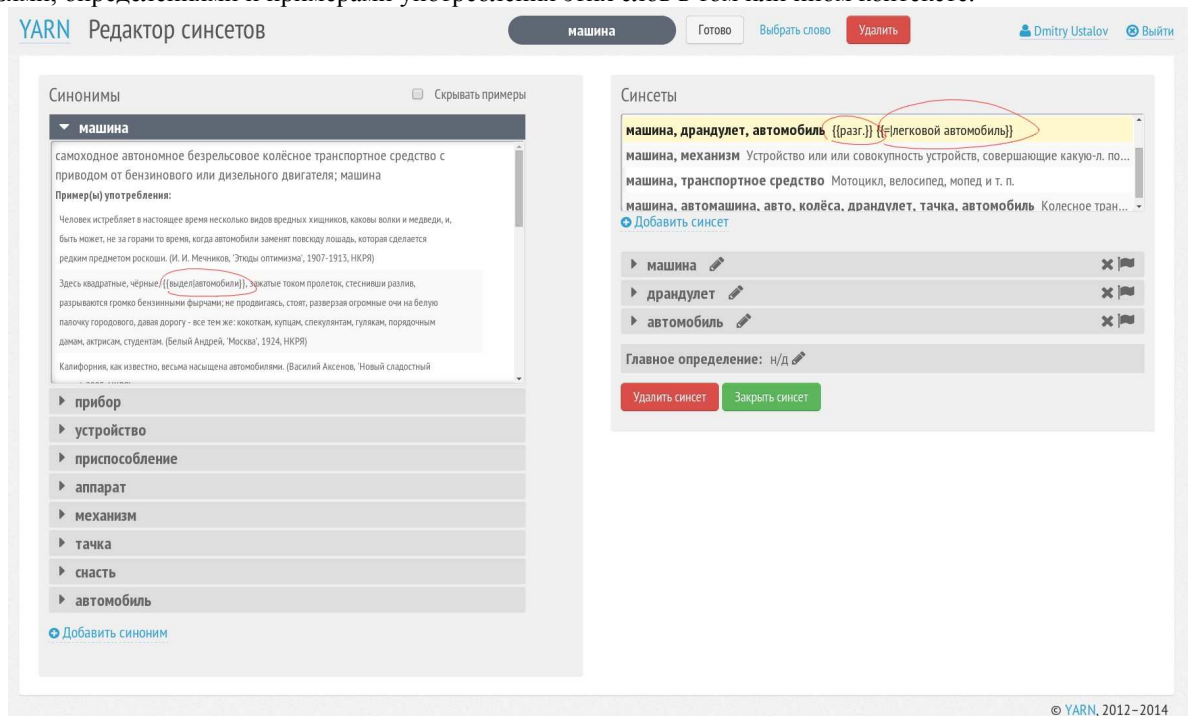 определениями и примерами употребления этих слов в том или ином контексте.
YARN Редактор синсетов
машина
Готово
Выбрать слово
Удалить
Dmitry Ustalov
Выйти
Синонимы
Скрывать примеры
машина
самоходное автономное безрельсовое колёсное транспортное средство с
приводом от бензинового или дизельного двигателя; машина
Пример(ы) употребления:
Человек истребляет в настоящее время несколько видов вредных хищников, каковы волки и медведи, и,
быть может, не за горами то время, когда автомобили заменят повсюду лошадь, которая сделается
редким предметом роскоши. (И. И. Мечников, 'Этюды оптимизма', 1907-1913, НКРЯ)
Здесь квадратные, чёрные, {{выдел|автомобили}}, зажатые током пролеток, стеснивши разлив,
разрываются громко бензинными фырчами; не продвигаясь, стоят, разверзая огромные очи на белую
палочку городового, давая дорогу - все тем же: кокоткам, купцам, спекулянтам, гулякам, порядочным
дамам, актрисам, студентам. (Белый Андрей, 'Москва', 1924, НКРЯ)
Калифорния, как известно, весьма насыщена автомобилями. (Василий Аксенов, 'Новый сладостный
прибор
устройство
приспособление
аппарат
механизм
тачка
снасть
автомобиль
Добавить синоним
Синсеты
машина, драндулет, автомобиль {{разг.}} {{=|легковой автомобиль}}
машина, механизм Устройство или или совокупность устройств, совершающие какую-л. по...
машина, транспортное средство Мотоцикл, велосипед, мопед и т. п.
машина, автомашина, авто, колёса, драндулет, тачка, автомобиль Колесное тран...
Добавить синсет
машина
драндулет
автомобиль
Главное определение: н/д
Удалить синсет
Закрыть синсет
© YARN, 2012–2014